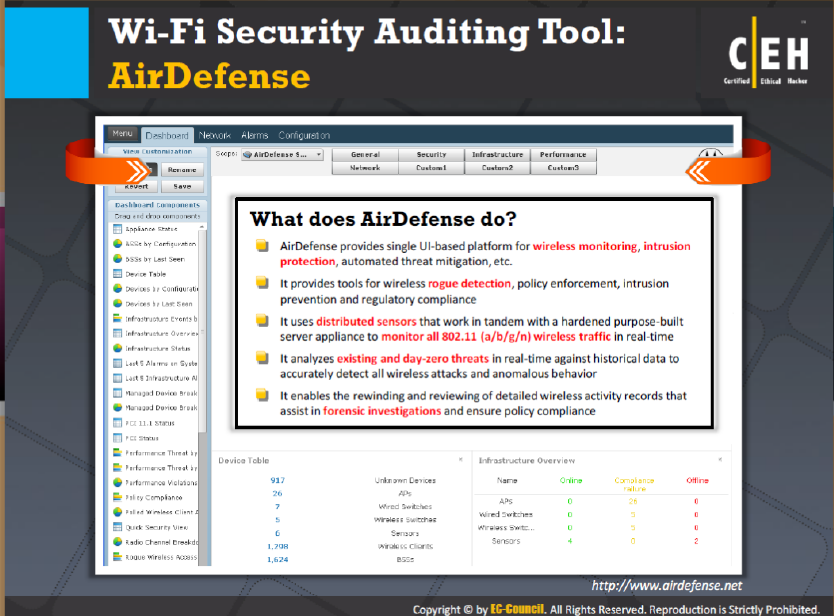 Wi-Fi Security Auditing Tool:
AirDefense
C EH
Certified Ethical Hacker
Menu Dashboard Network Alarms Configuration
View Customization
Rename
Revert Save
Scope: AirDefense S...
General Security Infrastructure Performance
Network Custom1 Custom2 Custom3
Dashboard Components
Drag and drop components
Appliance Status
BSSs by Configuration
BSSs by Last Seen
Device Table
Devices by Configurati
Devices by Last Seen
Infrastructure Events b
Infrastructure Overview
Infrastructure Status
Last 5 Alarms on Syste
Last 5 Infrastructure Al
Managed Device Break
Managed Device Break
PCI 11.1 Status
PCI Status
Performance Threat by
Performance Threat by
Performance Violations
Policy Compliance
Polled Wireless Client A
Quick Security View
Radio Channel Breakdo
Rogue Wireless Access
What does AirDefense do?
AirDefense provides single UI-based platform for wireless monitoring, intrusion
protection, automated threat mitigation, etc.
It provides tools for wireless rogue detection, policy enforcement, intrusion
prevention and regulatory compliance
It uses distributed sensors that work in tandem with a hardened purpose-built
server appliance to monitor all 802.11 (a/b/g/n) wireless traffic in real-time
It analyzes existing and day-zero threats in real-time against historical data to
accurately detect all wireless attacks and anomalous behavior
It enables the rewinding and reviewing of detailed wireless activity records that
assist in forensic investigations and ensure policy compliance
Device Table
917 Unknown Devices
26 APs
7 Wired Switches
5 Wireless Switches
6 Sensors
1,298 Wireless Clients
1,624 BSSs
Infrastructure Overview
Name Online Compliance Failure Offline
APs 0 26 0
Wired Switches 0 0
Wireless Switc... 0 0
Sensors 4 0 2
http://www.airdefense.net
Copyright © by EC-Council. All Rights Reserved. Reproduction is Strictly Prohibited.